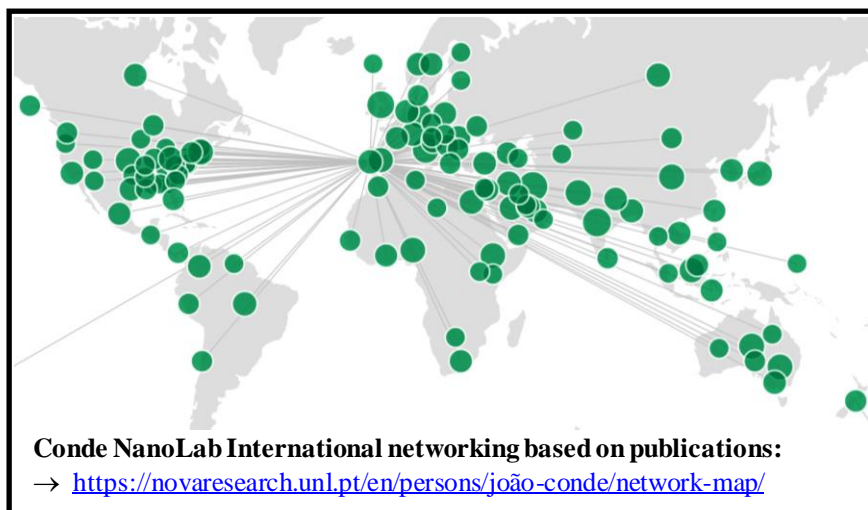 Conde NanoLab International networking based on publications:
→ https://novaresearch.unl.pt/en/persons/joão-conde/network-map/